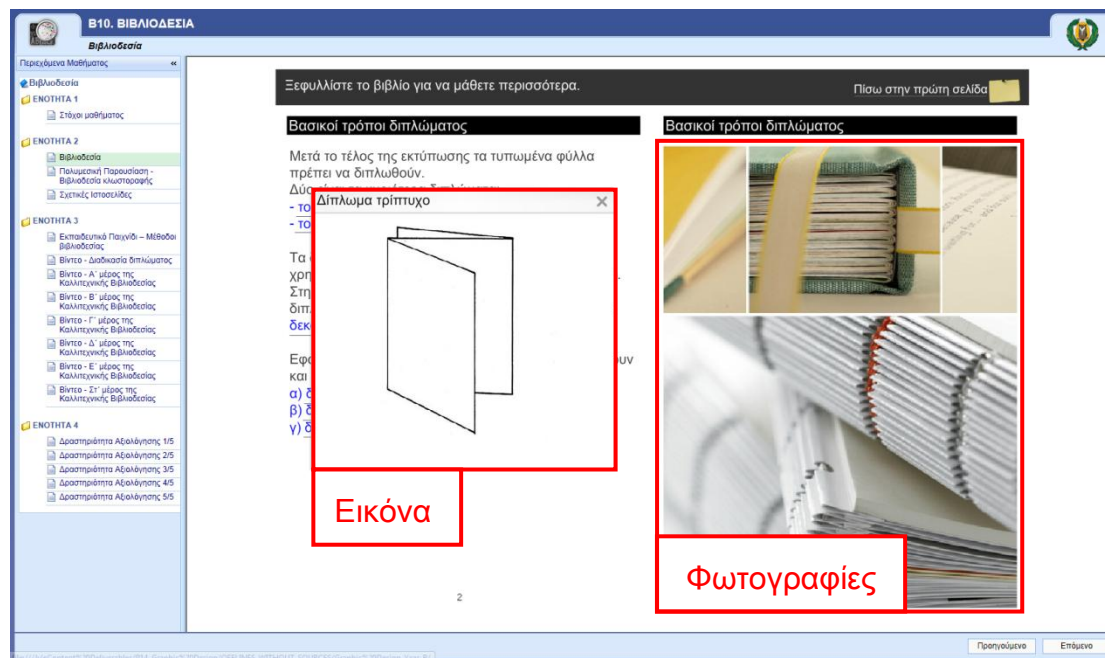 Β10. ΒΙΒΛΙΟΔΕΣΙΑ
Βιβλιοδεσία
Περιεχόμενα Μαθήματος «
Βιβλιοδεσία
ΕΝΟΤΗΤΑ 1
Στόχοι μαθήματος
ΕΝΟΤΗΤΑ 2
Βιβλιοδεσία
Πολυμεσική Παρουσίαση -
Βιβλιοδεσία κλωστοραφής
Σχετικές Ιστοσελίδες
ΕΝΟΤΗΤΑ 3
Εκπαιδευτικό Παιχνίδι – Μέθοδοι
βιβλιοδεσίας
Βίντεο - Διαδικασία διπλώματος
Βίντεο - Α΄ μέρος της
Καλλιτεχνικής Βιβλιοδεσίας
Βίντεο - Β΄ μέρος της
Καλλιτεχνικής Βιβλιοδεσίας
Βίντεο - Γ΄ μέρος της
Καλλιτεχνικής Βιβλιοδεσίας
Βίντεο - Δ΄ μέρος της
Καλλιτεχνικής Βιβλιοδεσίας
Βίντεο - Ε΄ μέρος της
Καλλιτεχνικής Βιβλιοδεσίας
Βίντεο - Στ΄ μέρος της
Καλλιτεχνικής Βιβλιοδεσίας
ΕΝΟΤΗΤΑ 4
Δραστηριότητα Αξιολόγησης 1/5
Δραστηριότητα Αξιολόγησης 2/5
Δραστηριότητα Αξιολόγησης 3/5
Δραστηριότητα Αξιολόγησης 4/5
Δραστηριότητα Αξιολόγησης 5/5
Ξεφυλλίστε το βιβλίο για να μάθετε περισσότερα.
Πίσω στην πρώτη σελίδα
Βασικοί τρόποι διπλώματος
Μετά το τέλος της εκτύπωσης τα τυπωμένα φύλλα
πρέπει να διπλωθούν.
- το
- το
Δίπλωμα τρίπτυχο
Τα
Στη
και
α)
β)
γ)
Εικόνα
2
Βασικοί τρόποι διπλώματος
Φωτογραφίες
Προηγούμενο
Επόμενο